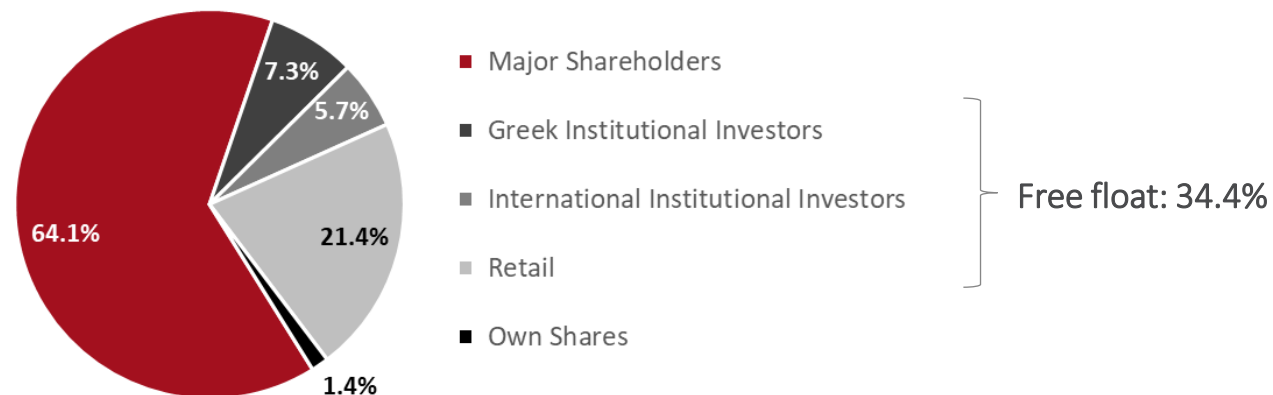 7.3%
5.7%
64.1%
21.4%
1.4%
Major Shareholders
Greek Institutional Investors
International Institutional Investors
Retail
Own Shares
Free float: 34.4%